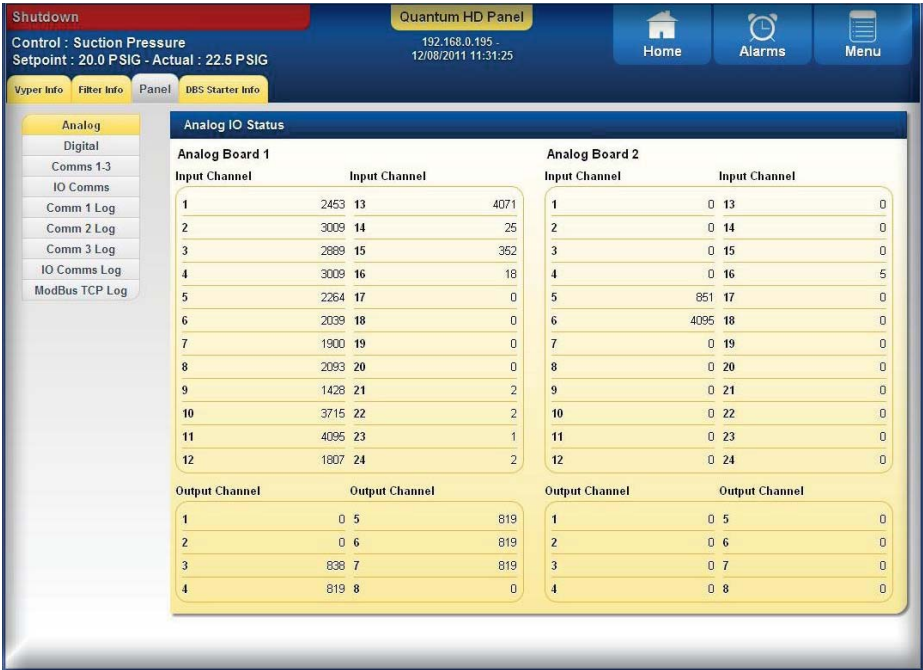 Shutdown
Quantum HD Panel
Control : Suction Pressure
192.168.0.195 -
Setpoint : 20.0 PSIG - Actual : 22.5 PSIG
12/08/2011 11:31:25
Home
Alarms
Menu
Vyper Info Filter Info Panel DBS Starter Info
Analog
Digital
Comms 1-3
IO Comms
Comm 1 Log
Comm 2 Log
Comm 3 Log
IO Comms Log
ModBus TCP Log
Analog IO Status
Analog Board 1 Analog Board 2
Input Channel Input Channel Input Channel Input Channel
1 2453 13 4071 1 0 13 0
2 3009 14 25 2 0 14 0
3 2889 15 352 3 0 15 0
4 3009 16 18 4 0 16 5
5 2264 17 0 5 851 17 0
6 2039 18 0 6 4095 18 0
7 1900 19 0 7 0 19 0
8 2093 20 0 8 0 20 0
9 1428 21 2 9 0 21 0
10 3715 22 2 10 0 22 0
11 4095 23 1 11 0 23 0
12 1807 24 2 12 0 24 0
Output Channel Output Channel Output Channel Output Channel
1 0 5 819 1 0 5 0
2 0 6 819 2 0 6 0
3 838 7 819 3 0 7 0
4 819 8 0 4 0 8 0